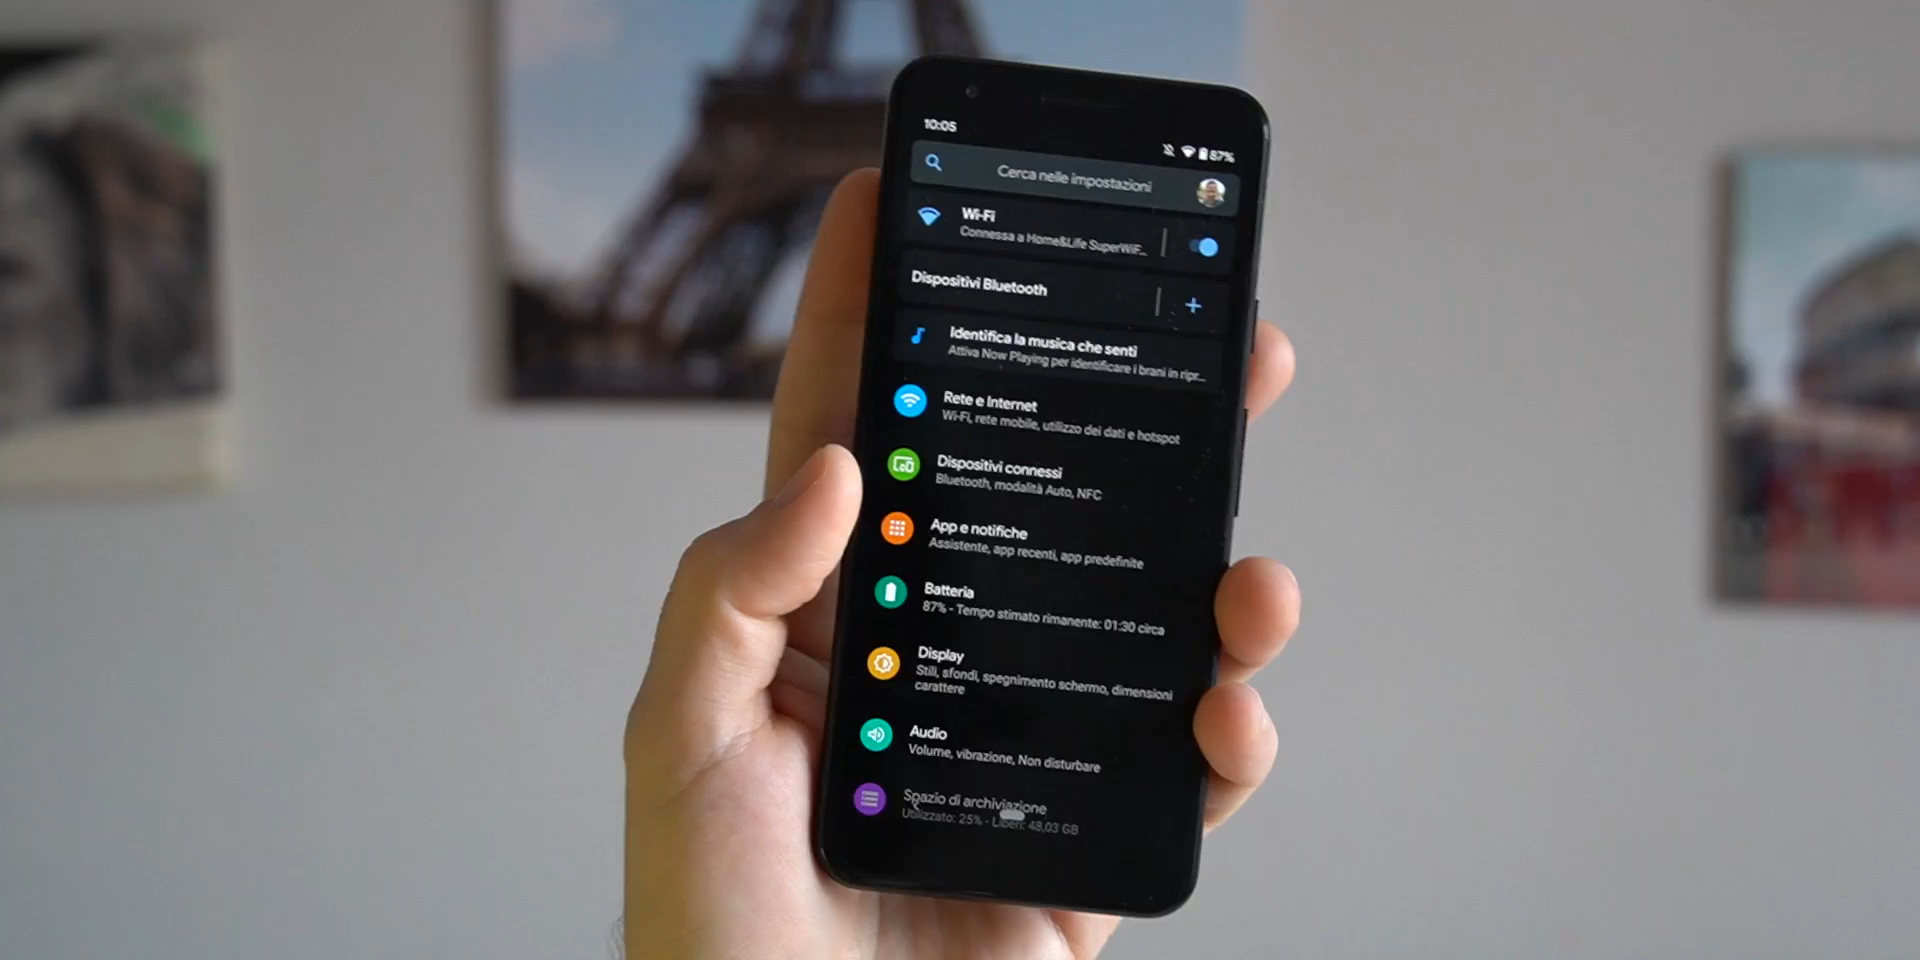 10:05
87%
Cerca nelle impostazioni
Wi-Fi
Connessa a Home&Life SuperWiF...
Dispositivi Bluetooth
Identifica la musica che senti
Attiva Now Playing per identificare i brani in ripr...
Rete e Internet
Wi-Fi, rete mobile, utilizzo dei dati e hotspot
Dispositivi connessi
Bluetooth, modalità Auto, NFC
App e notifiche
Assistente, app recenti, app predefinite
Batteria
87% - Tempo stimato rimanente: 01:30 circa
Display
Stili, sfondi, spegnimento schermo, dimensioni
carattere
Audio
Volume, vibrazione, Non disturbare
Spazio di archiviazione
Utilizzato: 25% - Liberi: 48,03 GB